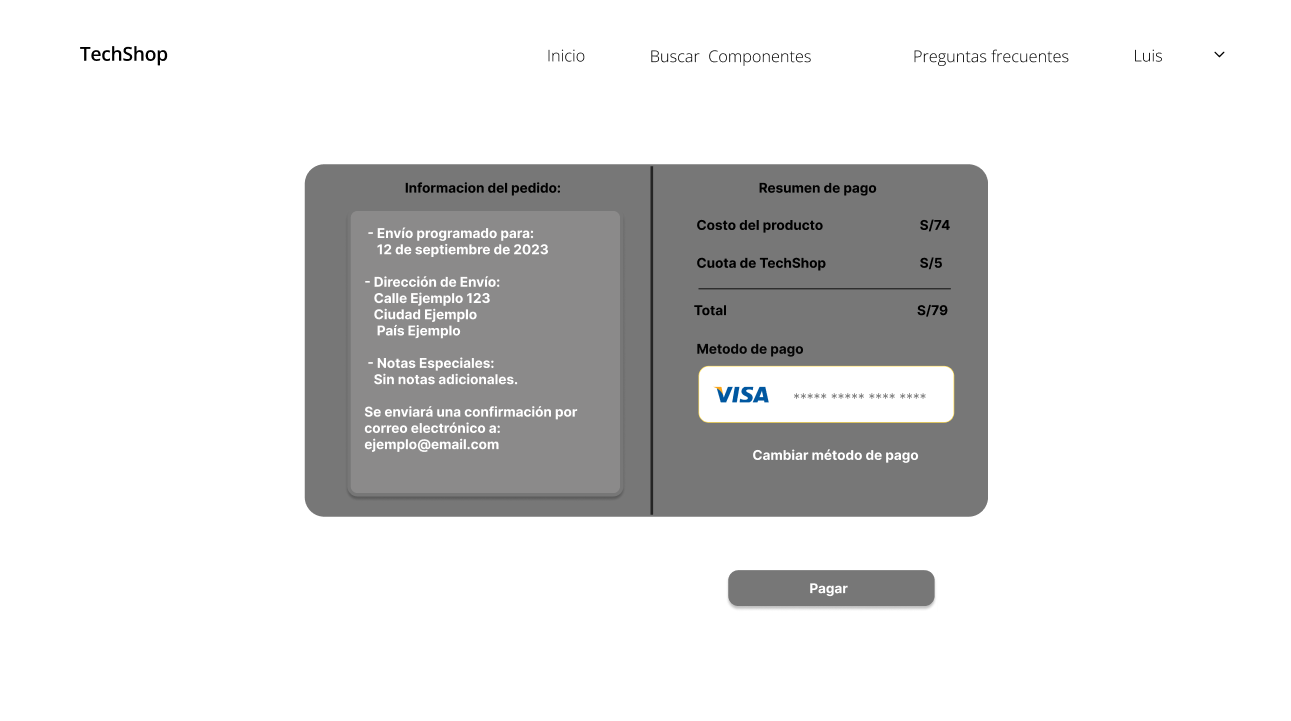 TechShop
Inicio
Buscar Componentes
Preguntas frecuentes
Luis
Informacion del pedido:
- Envío programado para:
12 de septiembre de 2023
- Dirección de Envío:
Calle Ejemplo 123
Ciudad Ejemplo
País Ejemplo
- Notas Especiales:
Sin notas adicionales.
Se enviará una confirmación por
correo electrónico a:
ejemplo@email.com
Resumen de pago
Costo del producto S/74
Cuota de TechShop S/5
Total S/79
Metodo de pago
VISA ***** ***** **** ****
Cambiar método de pago
Pagar